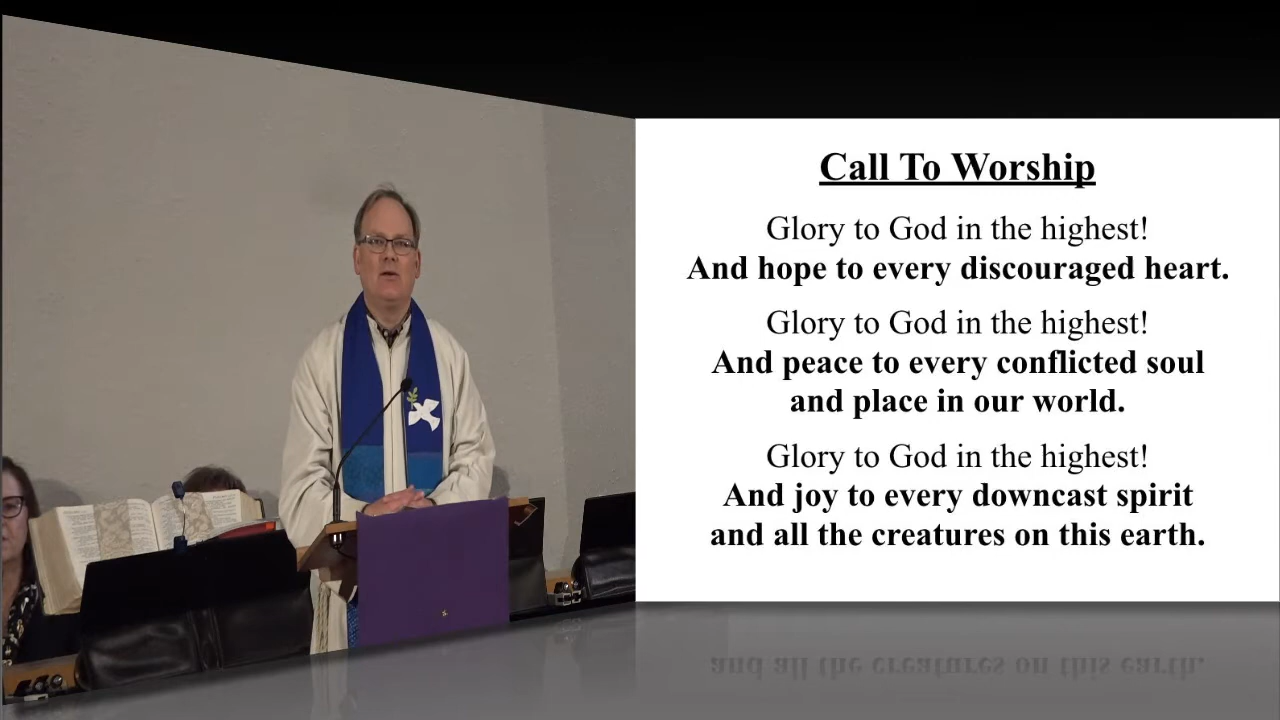 Call To Worship
Glory to God in the highest!
And hope to every discouraged heart.
Glory to God in the highest!
And peace to every conflicted soul
and place in our world.
Glory to God in the highest!
And joy to every downcast spirit
and all the creatures on this earth.